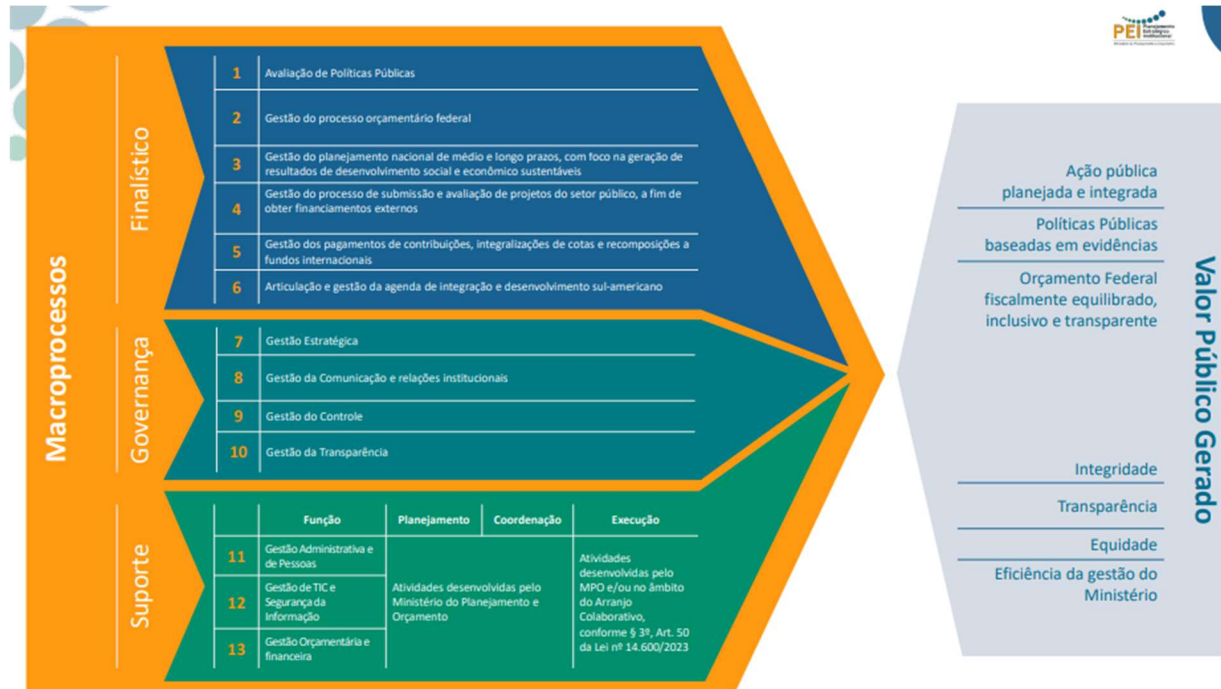 PEI Planejamento
Estratégico
Institucional
Macroprocessos
Finalístico
1 Avaliação de Políticas Públicas
2 Gestão do processo orçamentário federal
3 Gestão do planejamento nacional de médio e longo prazos, com foco na geração de
resultados de desenvolvimento social e econômico sustentáveis
4 Gestão do processo de submissão e avaliação de projetos do setor público, a fim de
obter financiamentos externos
5 Gestão dos pagamentos de contribuições, integralizações de cotas e recomposições a
fundos internacionais
6 Articulação e gestão da agenda de integração e desenvolvimento sul-americano
Governança
7 Gestão Estratégica
8 Gestão da Comunicação e relações institucionais
9 Gestão do Controle
10 Gestão da Transparência
Suporte
Função Planejamento Coordenação Execução
11 Gestão Administrativa e
de Pessoas
12 Gestão de TIC e
Segurança da
Informação
13 Gestão Orçamentária e
financeira
Atividades desenvolvidas pelo
Ministério do Planejamento e
Orçamento
Atividades
desenvolvidas pelo
MPO e/ou no âmbito
do Arranjo
Colaborativo,
conforme § 3º, Art. 50
da Lei nº 14.600/2023
Valor Público Gerado
Ação pública
planejada e integrada
Políticas Públicas
baseadas em evidências
Orçamento Federal
fiscalmente equilibrado,
inclusivo e transparente
Integridade
Transparência
Equidade
Eficiência da gestão do
Ministério